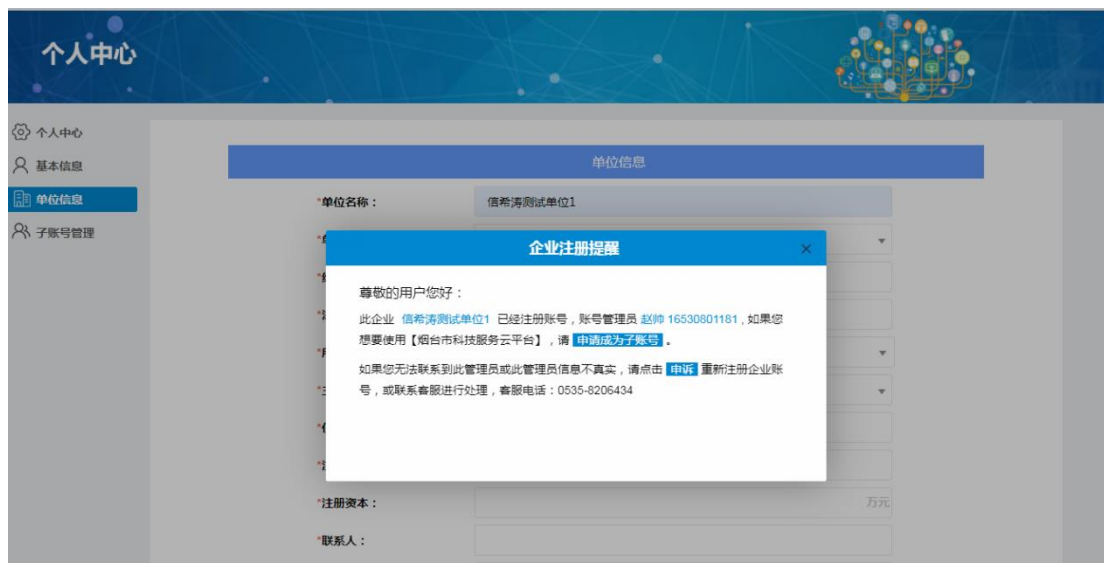 个人中心
个人中心
基本信息
单位信息
子账号管理
单位信息
*单位名称：
信希涛测试单位1
企业注册提醒
×
尊敬的用户您好：
此企业 信希涛测试单位1 已经注册账号，账号管理员 赵帅 16530801181，如果您
想要使用【烟台市科技服务云平台】，请 申请成为子账号 。
如果您无法联系到此管理员或此管理员信息不真实，请点击 申诉 重新注册企业账
号，或联系客服进行处理，客服电话：0535-8206434
*注册资本：
万元
*联系人：